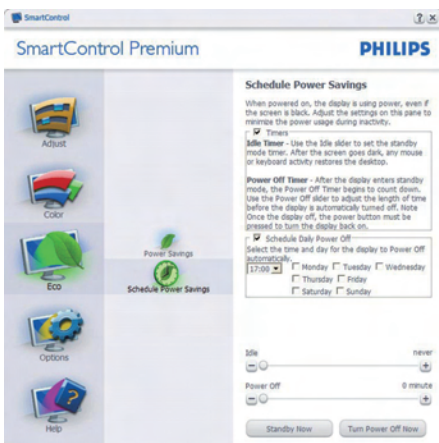 SmartControl
SmartControl Premium
PHILIPS
Adjust
Color
Eco
Options
Help
Power Savings
Schedule Power Savings
Schedule Power Savings
When powered on, the display is using power, even if
the screen is black. Adjust the settings on this pane to
minimize the power usage during inactivity.
Timers
Idle Timer - Use the Idle slider to set the standby
mode timer. After the screen goes dark, any mouse
or keyboard activity restores the desktop.
Power Off Timer - After the display enters standby
mode, the Power Off Timer begins to count down.
Use the Power Off slider to adjust the length of time
before the display is automatically turned off. Note
Once the display off, the power button must be
pressed to turn the display back on.
Schedule Daily Power Off
Select the time and day for the display to Power Off
automatically.
17:00 Monday Tuesday Wednesday
Thursday Friday
Saturday Sunday
Idle never
Power Off 0 minute
Standby Now Turn Power Off Now